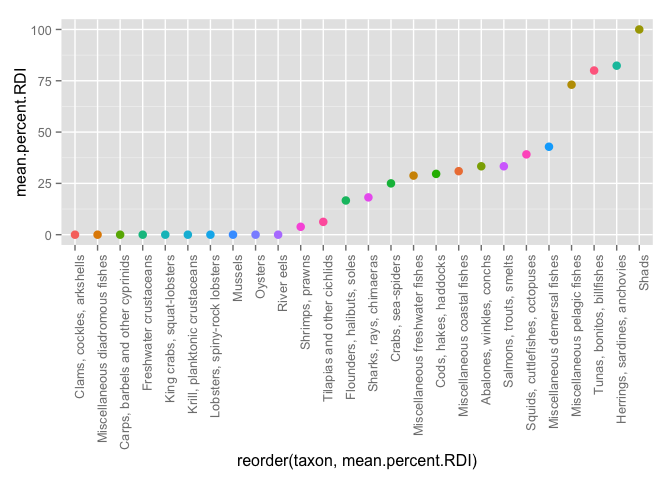 100
75
50
25
0
mean.percent.RDI
Clams, cockles, arkshells
Miscellaneous diadromous fishes
Carps, barbels and other cyprinids
Freshwater crustaceans
King crabs, squat-lobsters
Krill, planktonic crustaceans
Lobsters, spiny-rock lobsters
Mussels
Oysters
River eels
Shrimps, prawns
Tilapias and other cichlids
Flounders, halibuts, soles
Sharks, rays, chimaeras
Crabs, sea-spiders
Miscellaneous freshwater fishes
Cods, hakes, haddocks
Miscellaneous coastal fishes
Abalones, winkles, conchs
Salmons, trouts, smelts
Squids, cuttlefishes, octopuses
Miscellaneous demersal fishes
Miscellaneous pelagic fishes
Tunas, bonitos, billfishes
Herrings, sardines, anchovies
Shads
reorder(taxon, mean.percent.RDI)